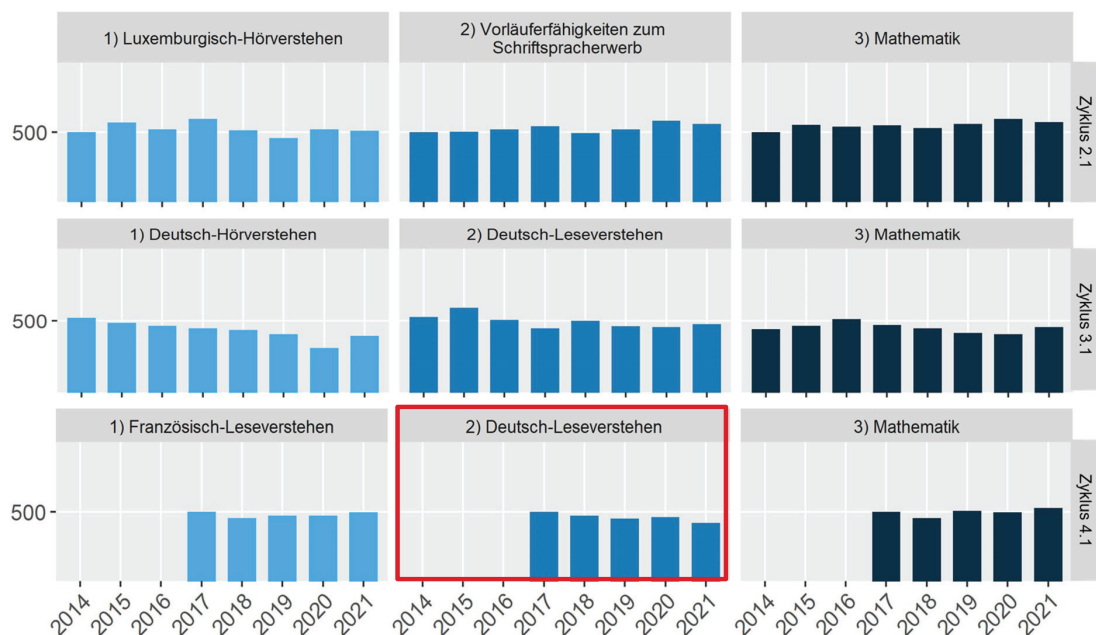 1) Luxemburgisch-Hörverstehen
2) Vorläuferfähigkeiten zum
Schriftspracherwerb
3) Mathematik
500
Zyklus 2.1
1) Deutsch-Hörverstehen
2) Deutsch-Leseverstehen
3) Mathematik
500
Zyklus 3.1
1) Französisch-Leseverstehen
2) Deutsch-Leseverstehen
3) Mathematik
500
Zyklus 4.1
2014 2015 2016 2017 2018 2019 2020 2021
2014 2015 2016 2017 2018 2019 2020 2021
2014 2015 2016 2017 2018 2019 2020 2021